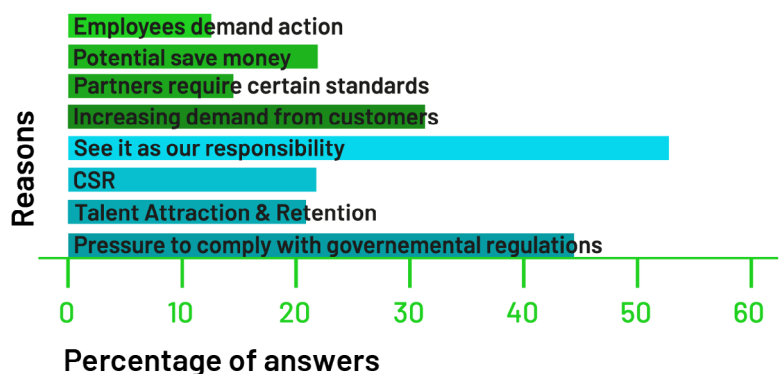 Employees demand action
Potential save money
Partners require certain standards
Increasing demand from customers
See it as our responsibility
CSR
Talent Attraction & Retention
Pressure to comply with governemental regulations
Reasons
0 10 20 30 40 50 60
Percentage of answers